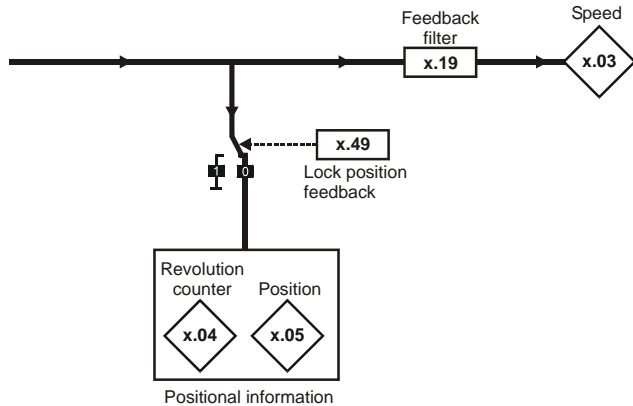 Feedback
filter
Speed
x.19
x.03
x.49
Lock position
feedback
1 0
Revolution
counter
Position
x.04
x.05
Positional information